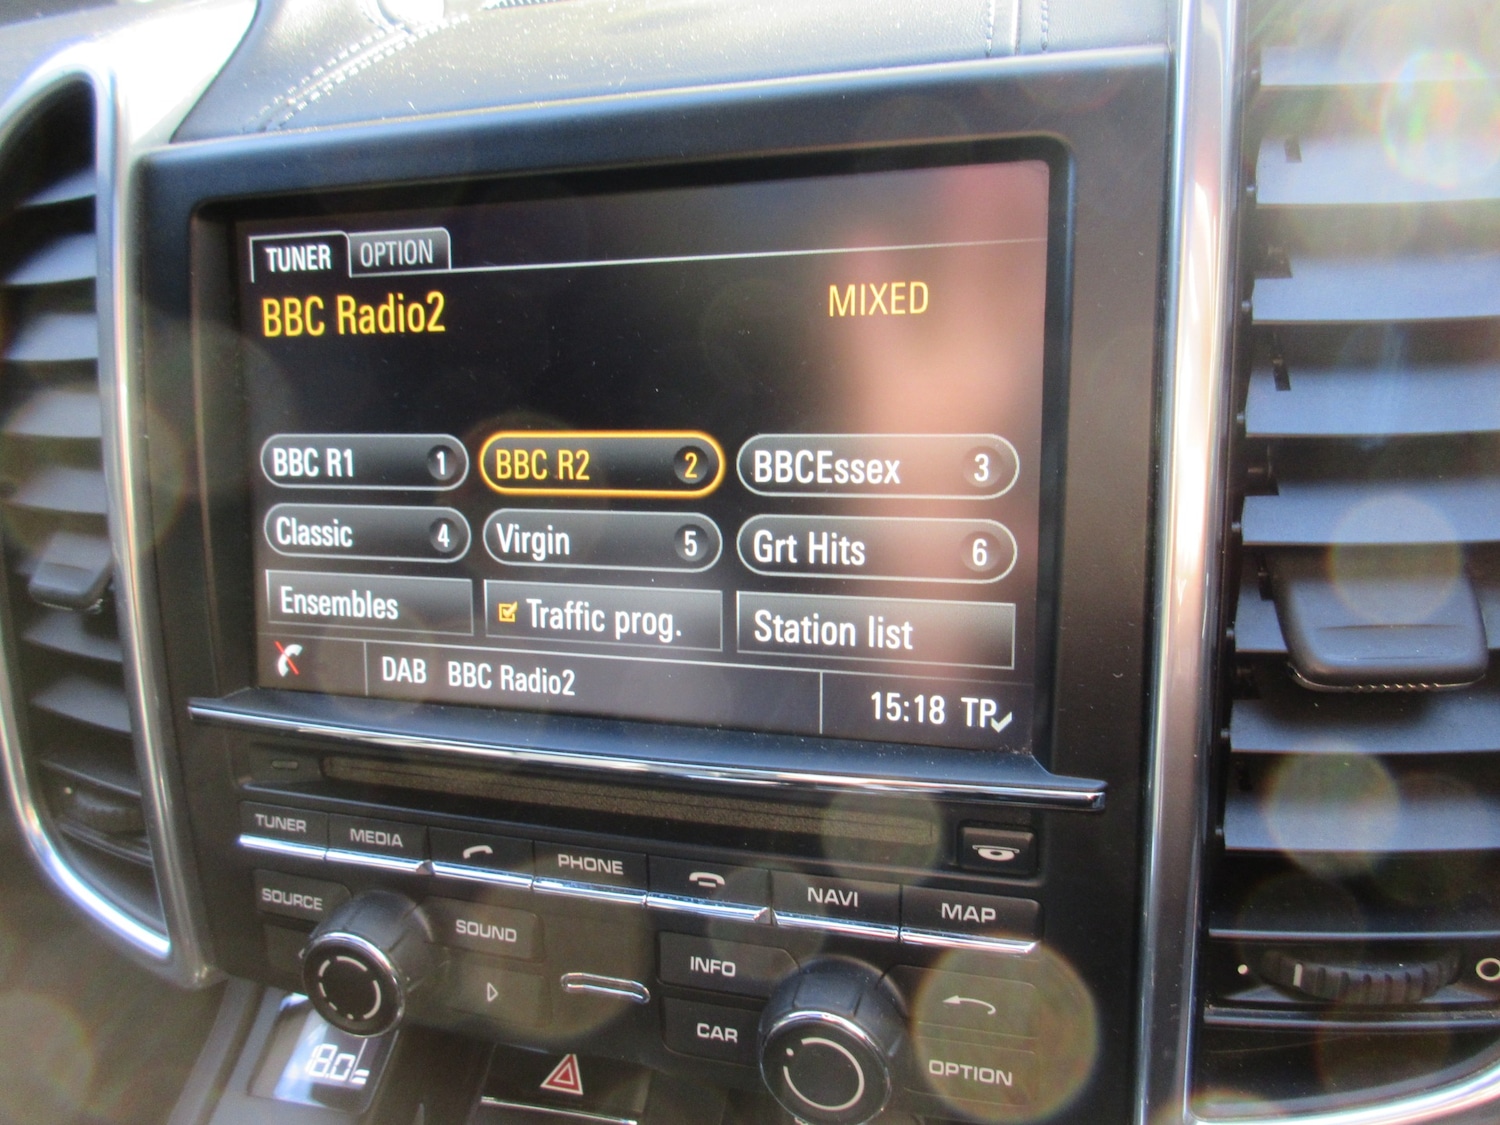 TUNER OPTION
BBC Radio2 MIXED
BBC R1 1 BBC R2 2 BBCEssex 3
Classic 4 Virgin 5 Grt Hits 6
Ensembles Traffic prog. Station list
DAB BBC Radio2 15:18 TP
TUNER MEDIA PHONE NAVI MAP
SOURCE SOUND INFO
CAR OPTION
18.0